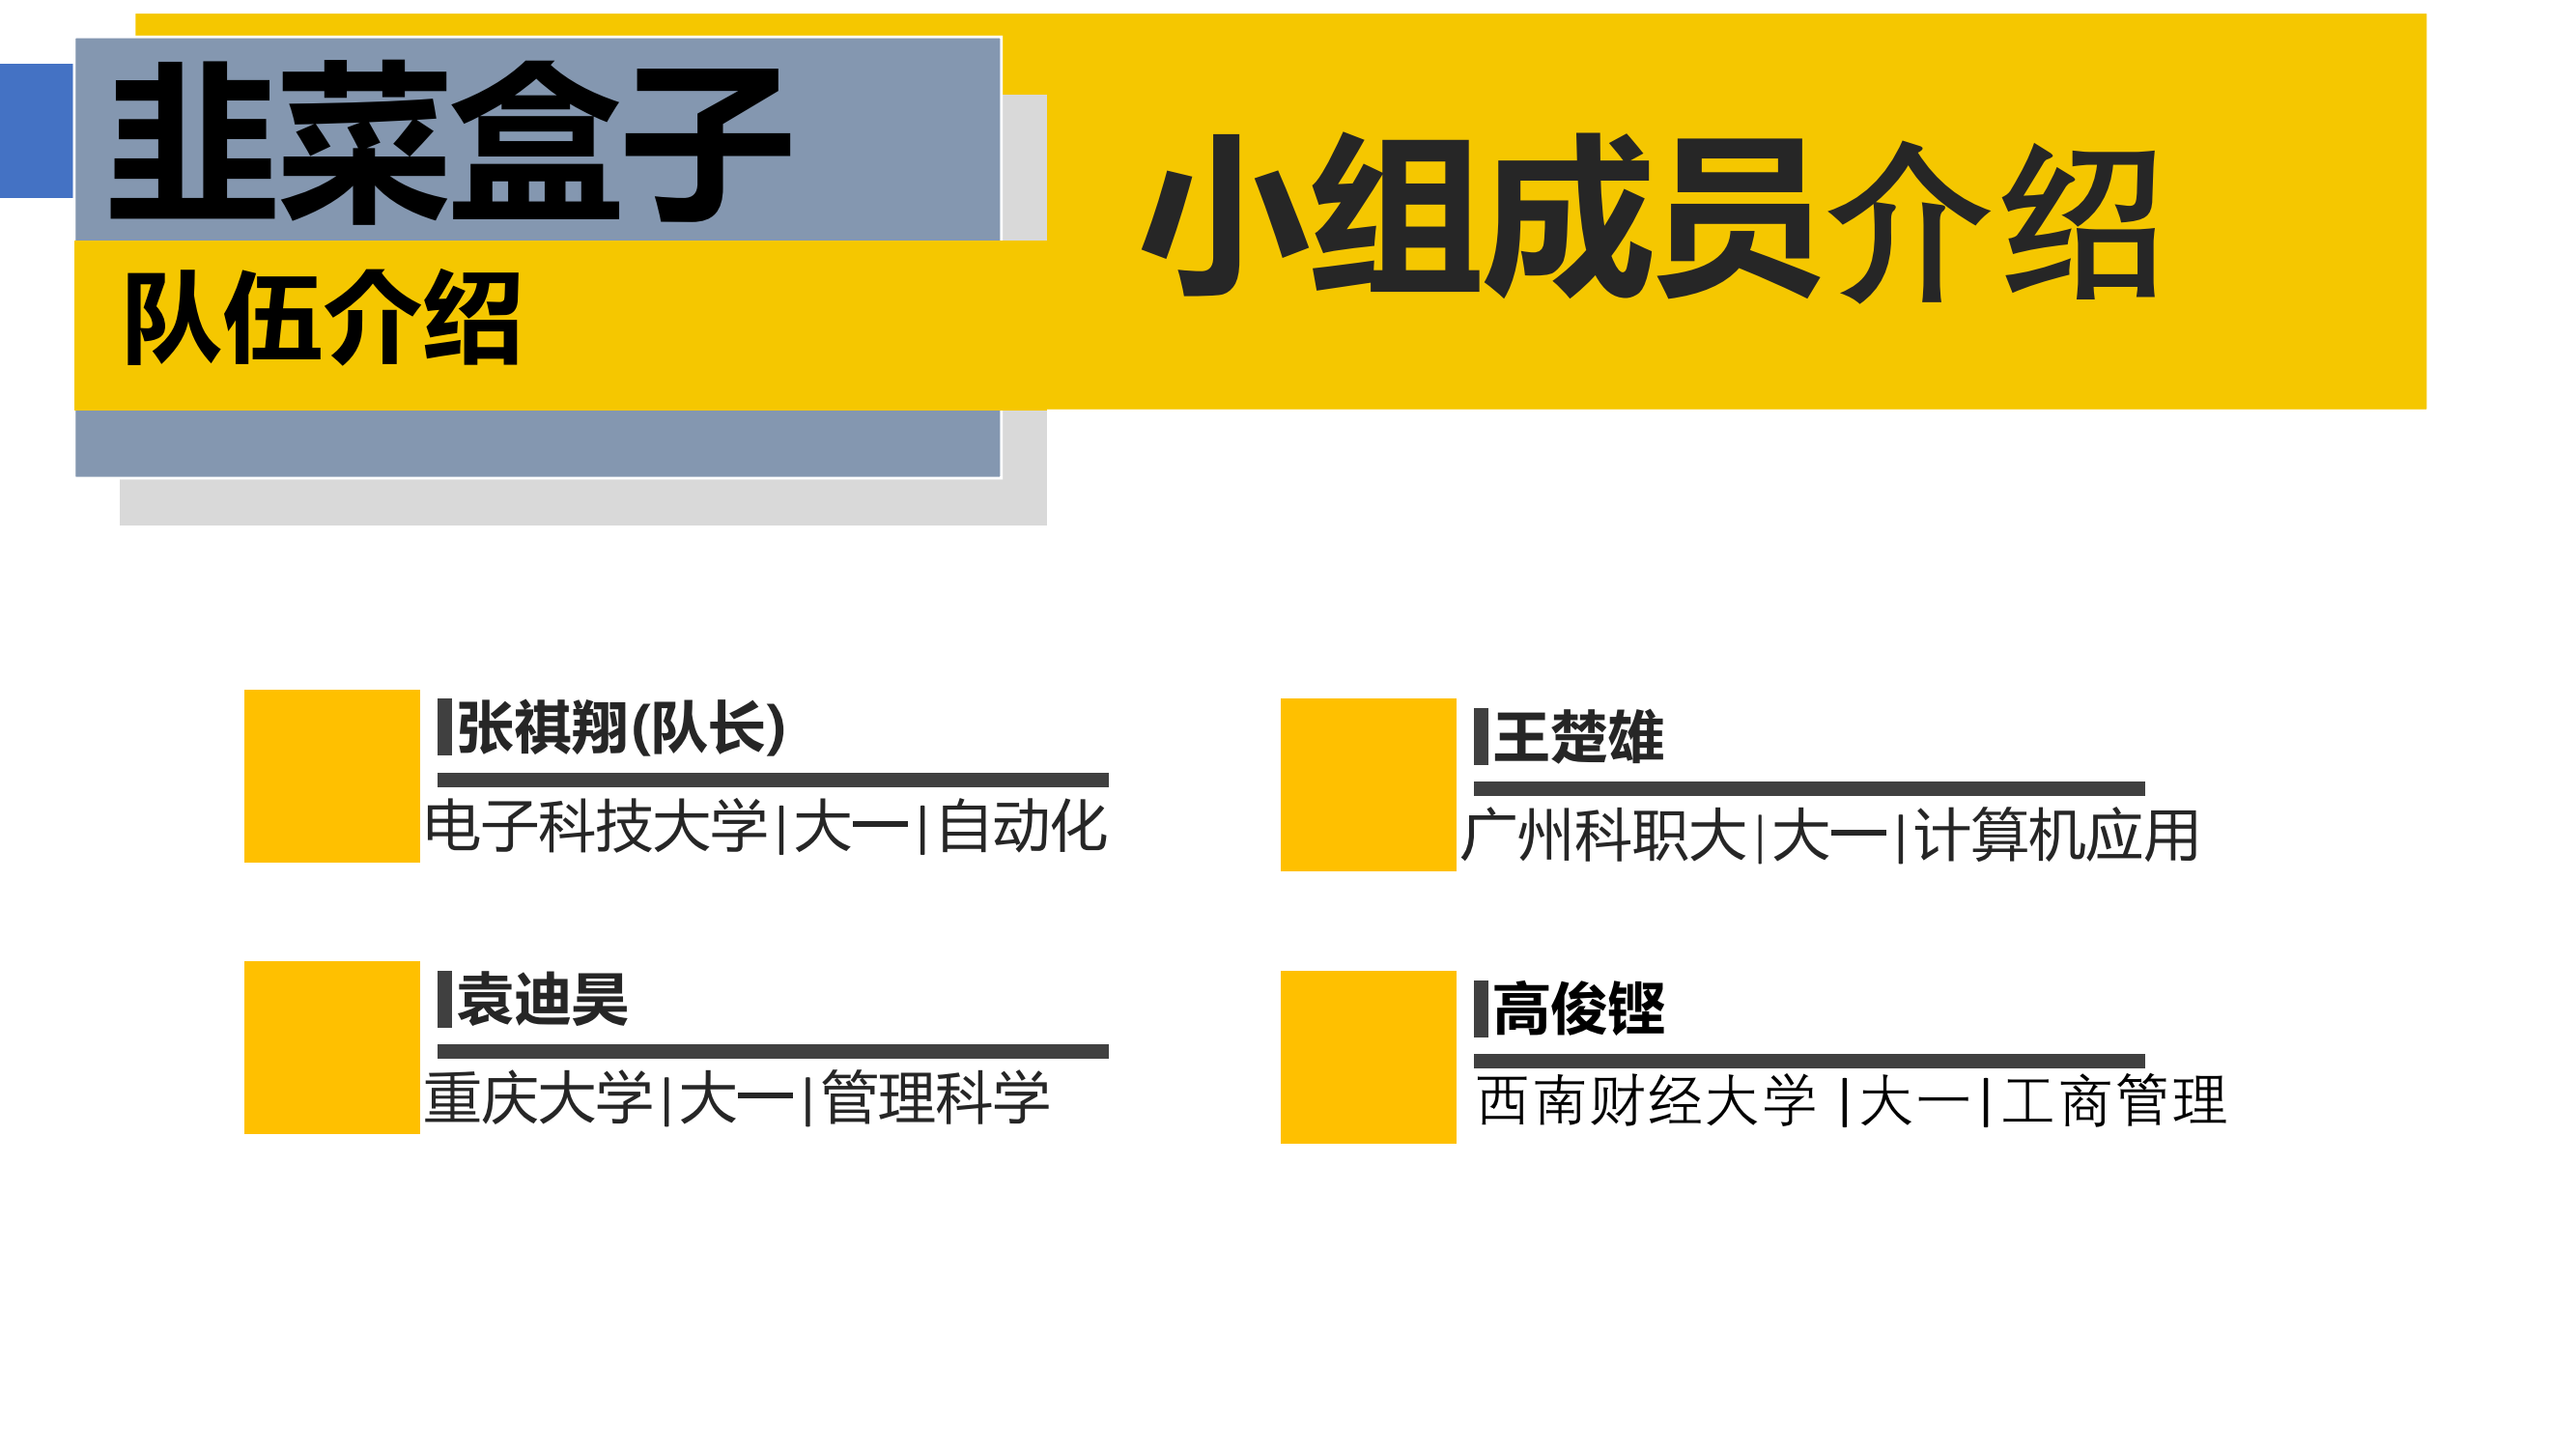 韭菜盒子
队伍介绍
小组成员介绍
张祺翔(队长)
电子科技大学|大一|自动化
王楚雄
广州科职大|大一|计算机应用
袁迪昊
重庆大学|大一|管理科学
高俊铿
西南财经大学 |大一|工商管理